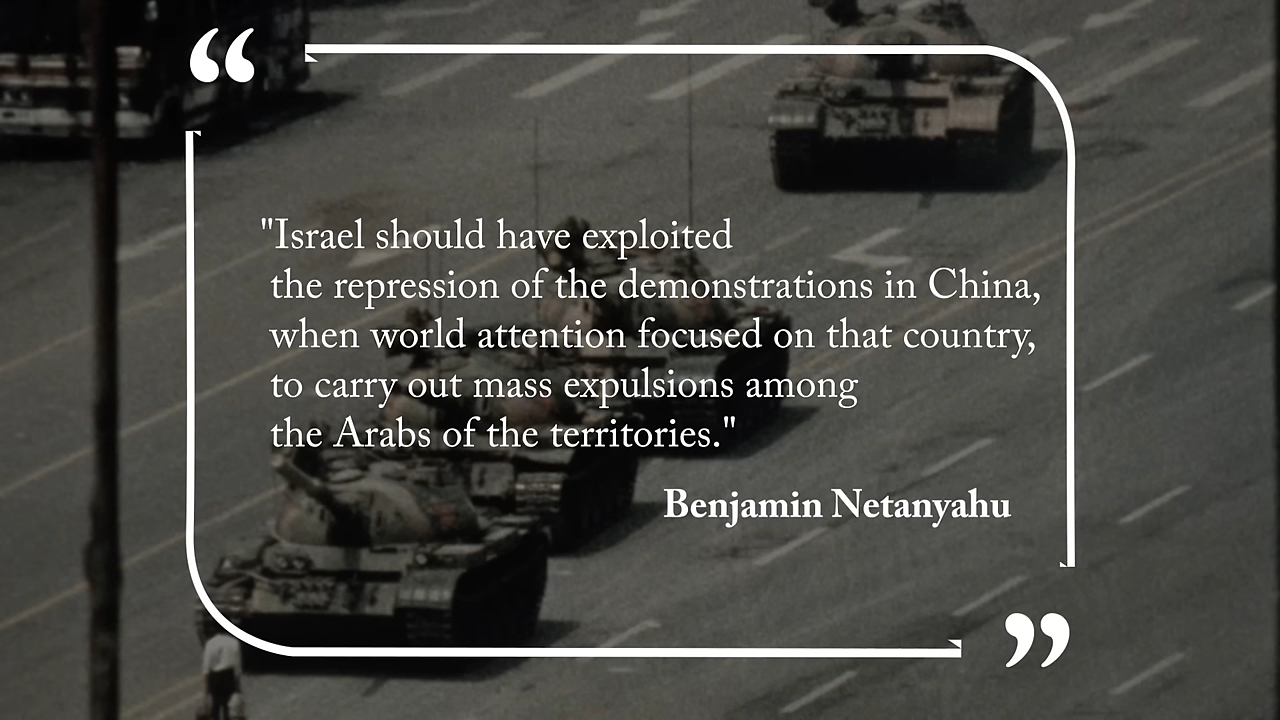 "Israel should have exploited
the repression of the demonstrations in China,
when world attention focused on that country,
to carry out mass expulsions among
the Arabs of the territories."
Benjamin Netanyahu